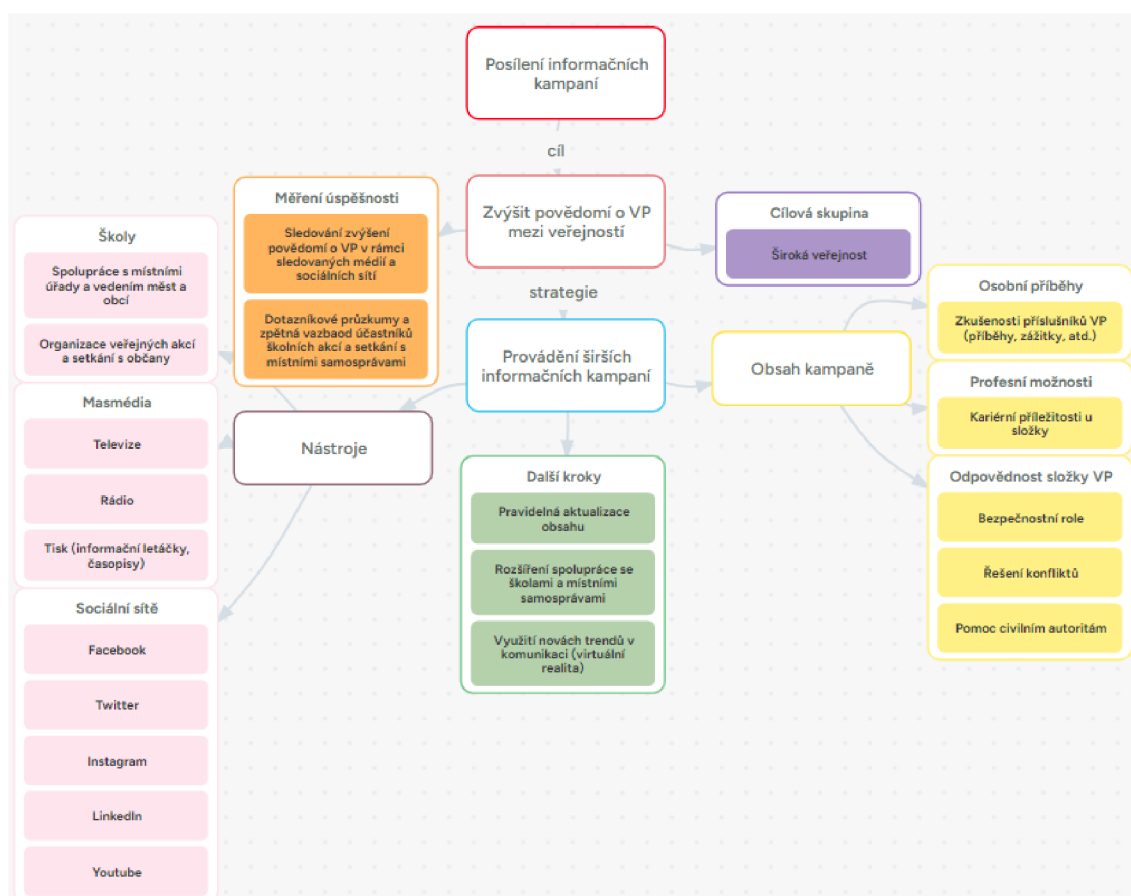 Posílení informačních
kampaní
cíl
Zvýšit povědomí o VP
mezi veřejností
Měření úspěšnosti
Sledování zvýšení
povědomí o VP v rámci
sledovaných médií a
sociálních sítí
Dotazníkové průzkumy a
zpětná vazbaod účastníků
školních akcí a setkání s
místními samosprávami
Cílová skupina
Široká veřejnost
strategie
Provádění širších
informačních kampaní
Nástroje
Školy
Spolupráce s místními
úřady a vedením měst a
obcí
Organizace veřejných akcí
a setkání s občany
Masmédia
Televize
Rádio
Tisk (informační letáčky,
časopisy)
Sociální sítě
Facebook
Twitter
Instagram
LinkedIn
Youtube
Další kroky
Pravidelná aktualizace
obsahu
Rozšíření spolupráce se
školami a místními
samosprávami
Využití novách trendů v
komunikaci (virtuální
realita)
Obsah kampaně
Osobní příběhy
Zkušenosti příslušníků VP
(příběhy, zážitky, atd.)
Profesní možnosti
Kariérní příležitosti u
složky
Odpovědnost složky VP
Bezpečnostní role
Řešení konfliktů
Pomoc civilním autoritám